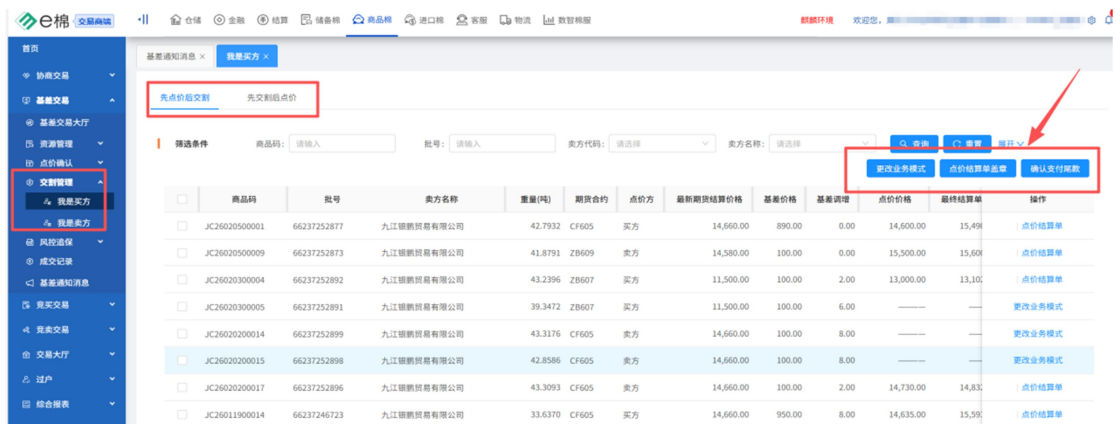 e棉 交易商端
仓储 金融 结算 储备棉 商品棉 进口棉 客服 物流 数智棉服 麒麟环境 欢迎您，
首页
协商交易
基差交易
基差交易大厅
资源管理
点价确认
交割管理
我是买方
我是卖方
风控追保
成交记录
基差通知消息
竞买交易
竞卖交易
交易大厅
过户
综合报表
基差通知消息 × 我是买方 ×
先点价后交割 先交割后点价
筛选条件 商品码： 请输入 批号： 请输入 卖方代码： 请选择 卖方名称： 请选择 查询 重置 展开
更改业务模式 点价结算单盖章 确认支付尾款
商品码 批号 卖方名称 重量(吨) 期货合约 点价方 最新期货结算价格 基差价格 基差调增 点价价格 最终结算单 操作
JC26020500001 66237252877 九江银鹏贸易有限公司 42.7932 CF605 买方 14,660.00 890.00 0.00 14,600.00 15,490 点价结算单
JC26020500009 66237252873 九江银鹏贸易有限公司 41.8791 ZB609 卖方 14,580.00 100.00 0.00 15,500.00 15,600 点价结算单
JC26020300004 66237252892 九江银鹏贸易有限公司 43.2396 ZB607 买方 11,500.00 100.00 2.00 13,000.00 13,102 点价结算单
JC26020300005 66237252891 九江银鹏贸易有限公司 39.3472 ZB607 买方 11,500.00 100.00 6.00 ——— — 更改业务模式
JC26020200014 66237252899 九江银鹏贸易有限公司 43.3176 CF605 卖方 14,660.00 100.00 8.00 ——— — 更改业务模式
JC26020200015 66237252898 九江银鹏贸易有限公司 42.8586 CF605 卖方 14,660.00 100.00 8.00 ——— — 更改业务模式
JC26020200017 66237252896 九江银鹏贸易有限公司 43.3093 CF605 卖方 14,660.00 100.00 2.00 14,730.00 14,832 点价结算单
JC26011900014 66237246723 九江银鹏贸易有限公司 33.6370 CF605 买方 14,660.00 950.00 8.00 14,635.00 15,593 点价结算单